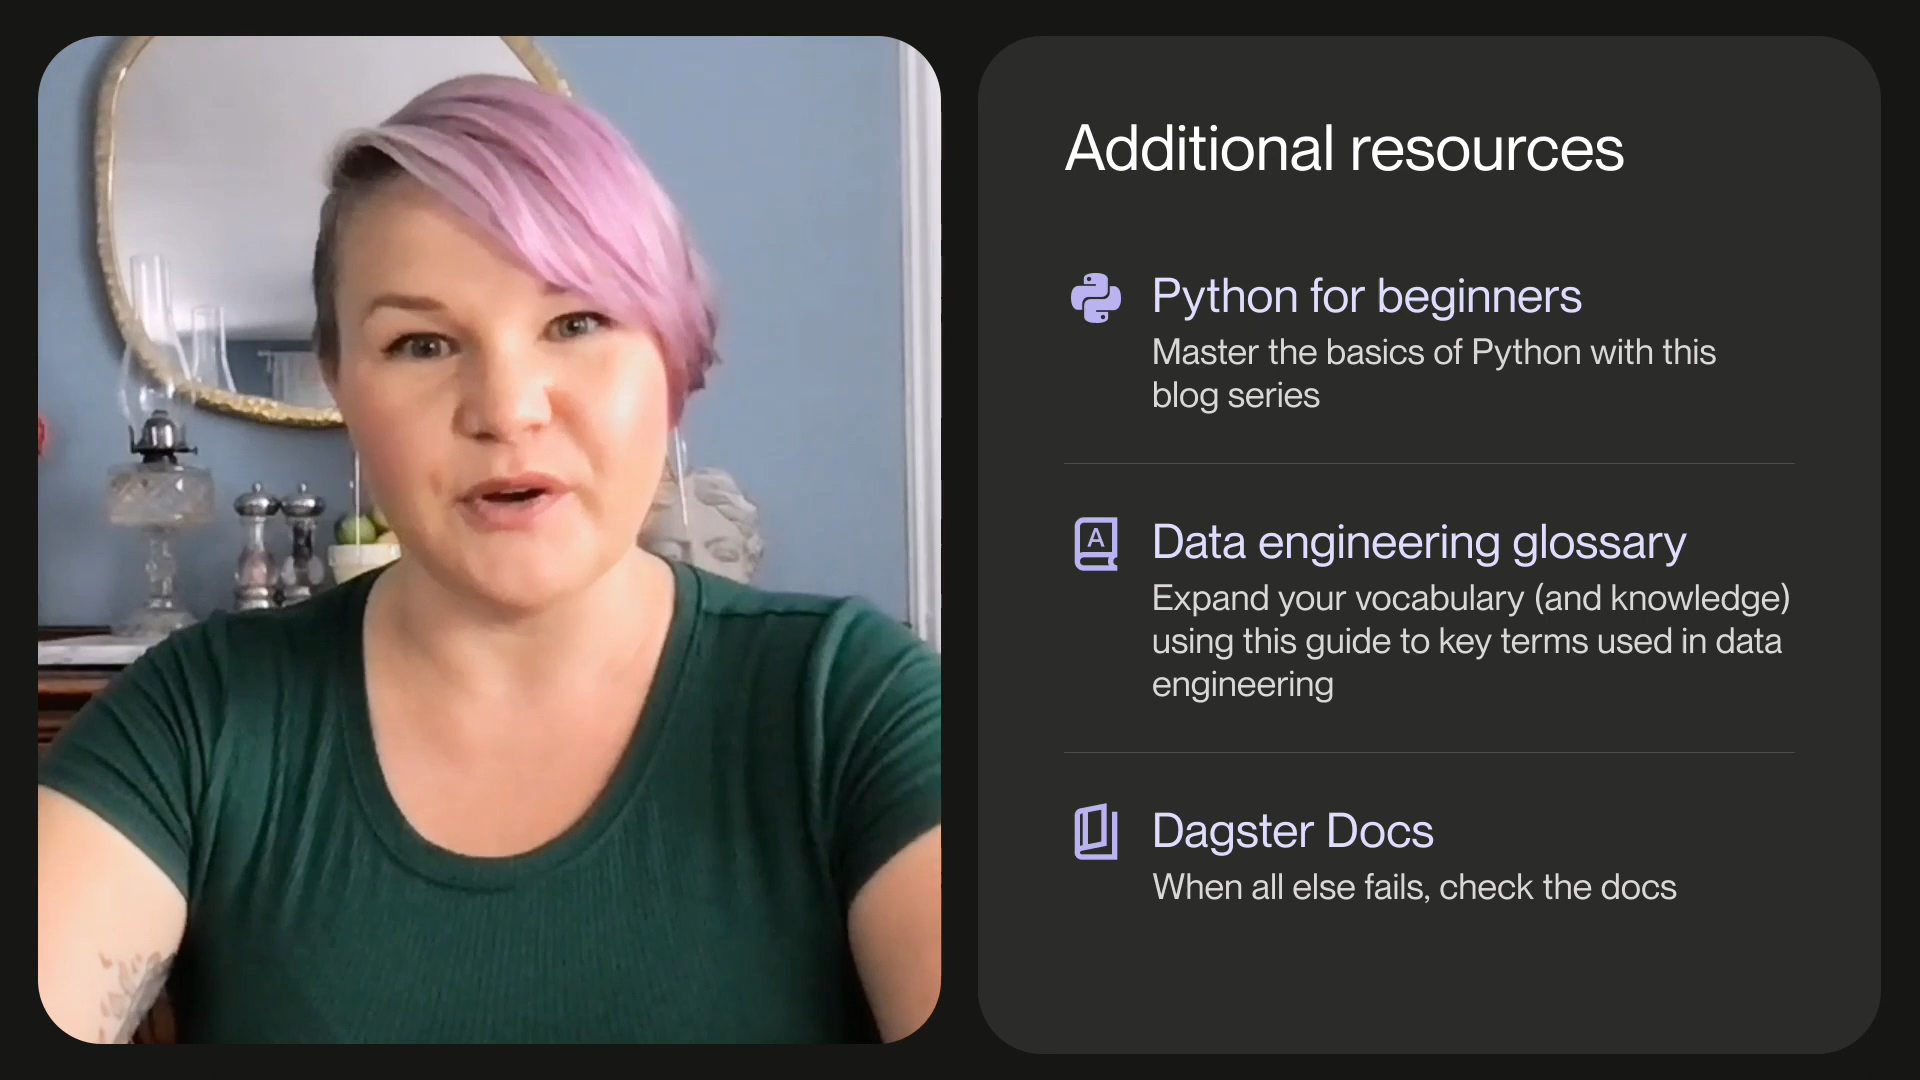 Additional resources
Python for beginners
Master the basics of Python with this
blog series
A
Data engineering glossary
Expand your vocabulary (and knowledge)
using this guide to key terms used in data
engineering
Dagster Docs
When all else fails, check the docs